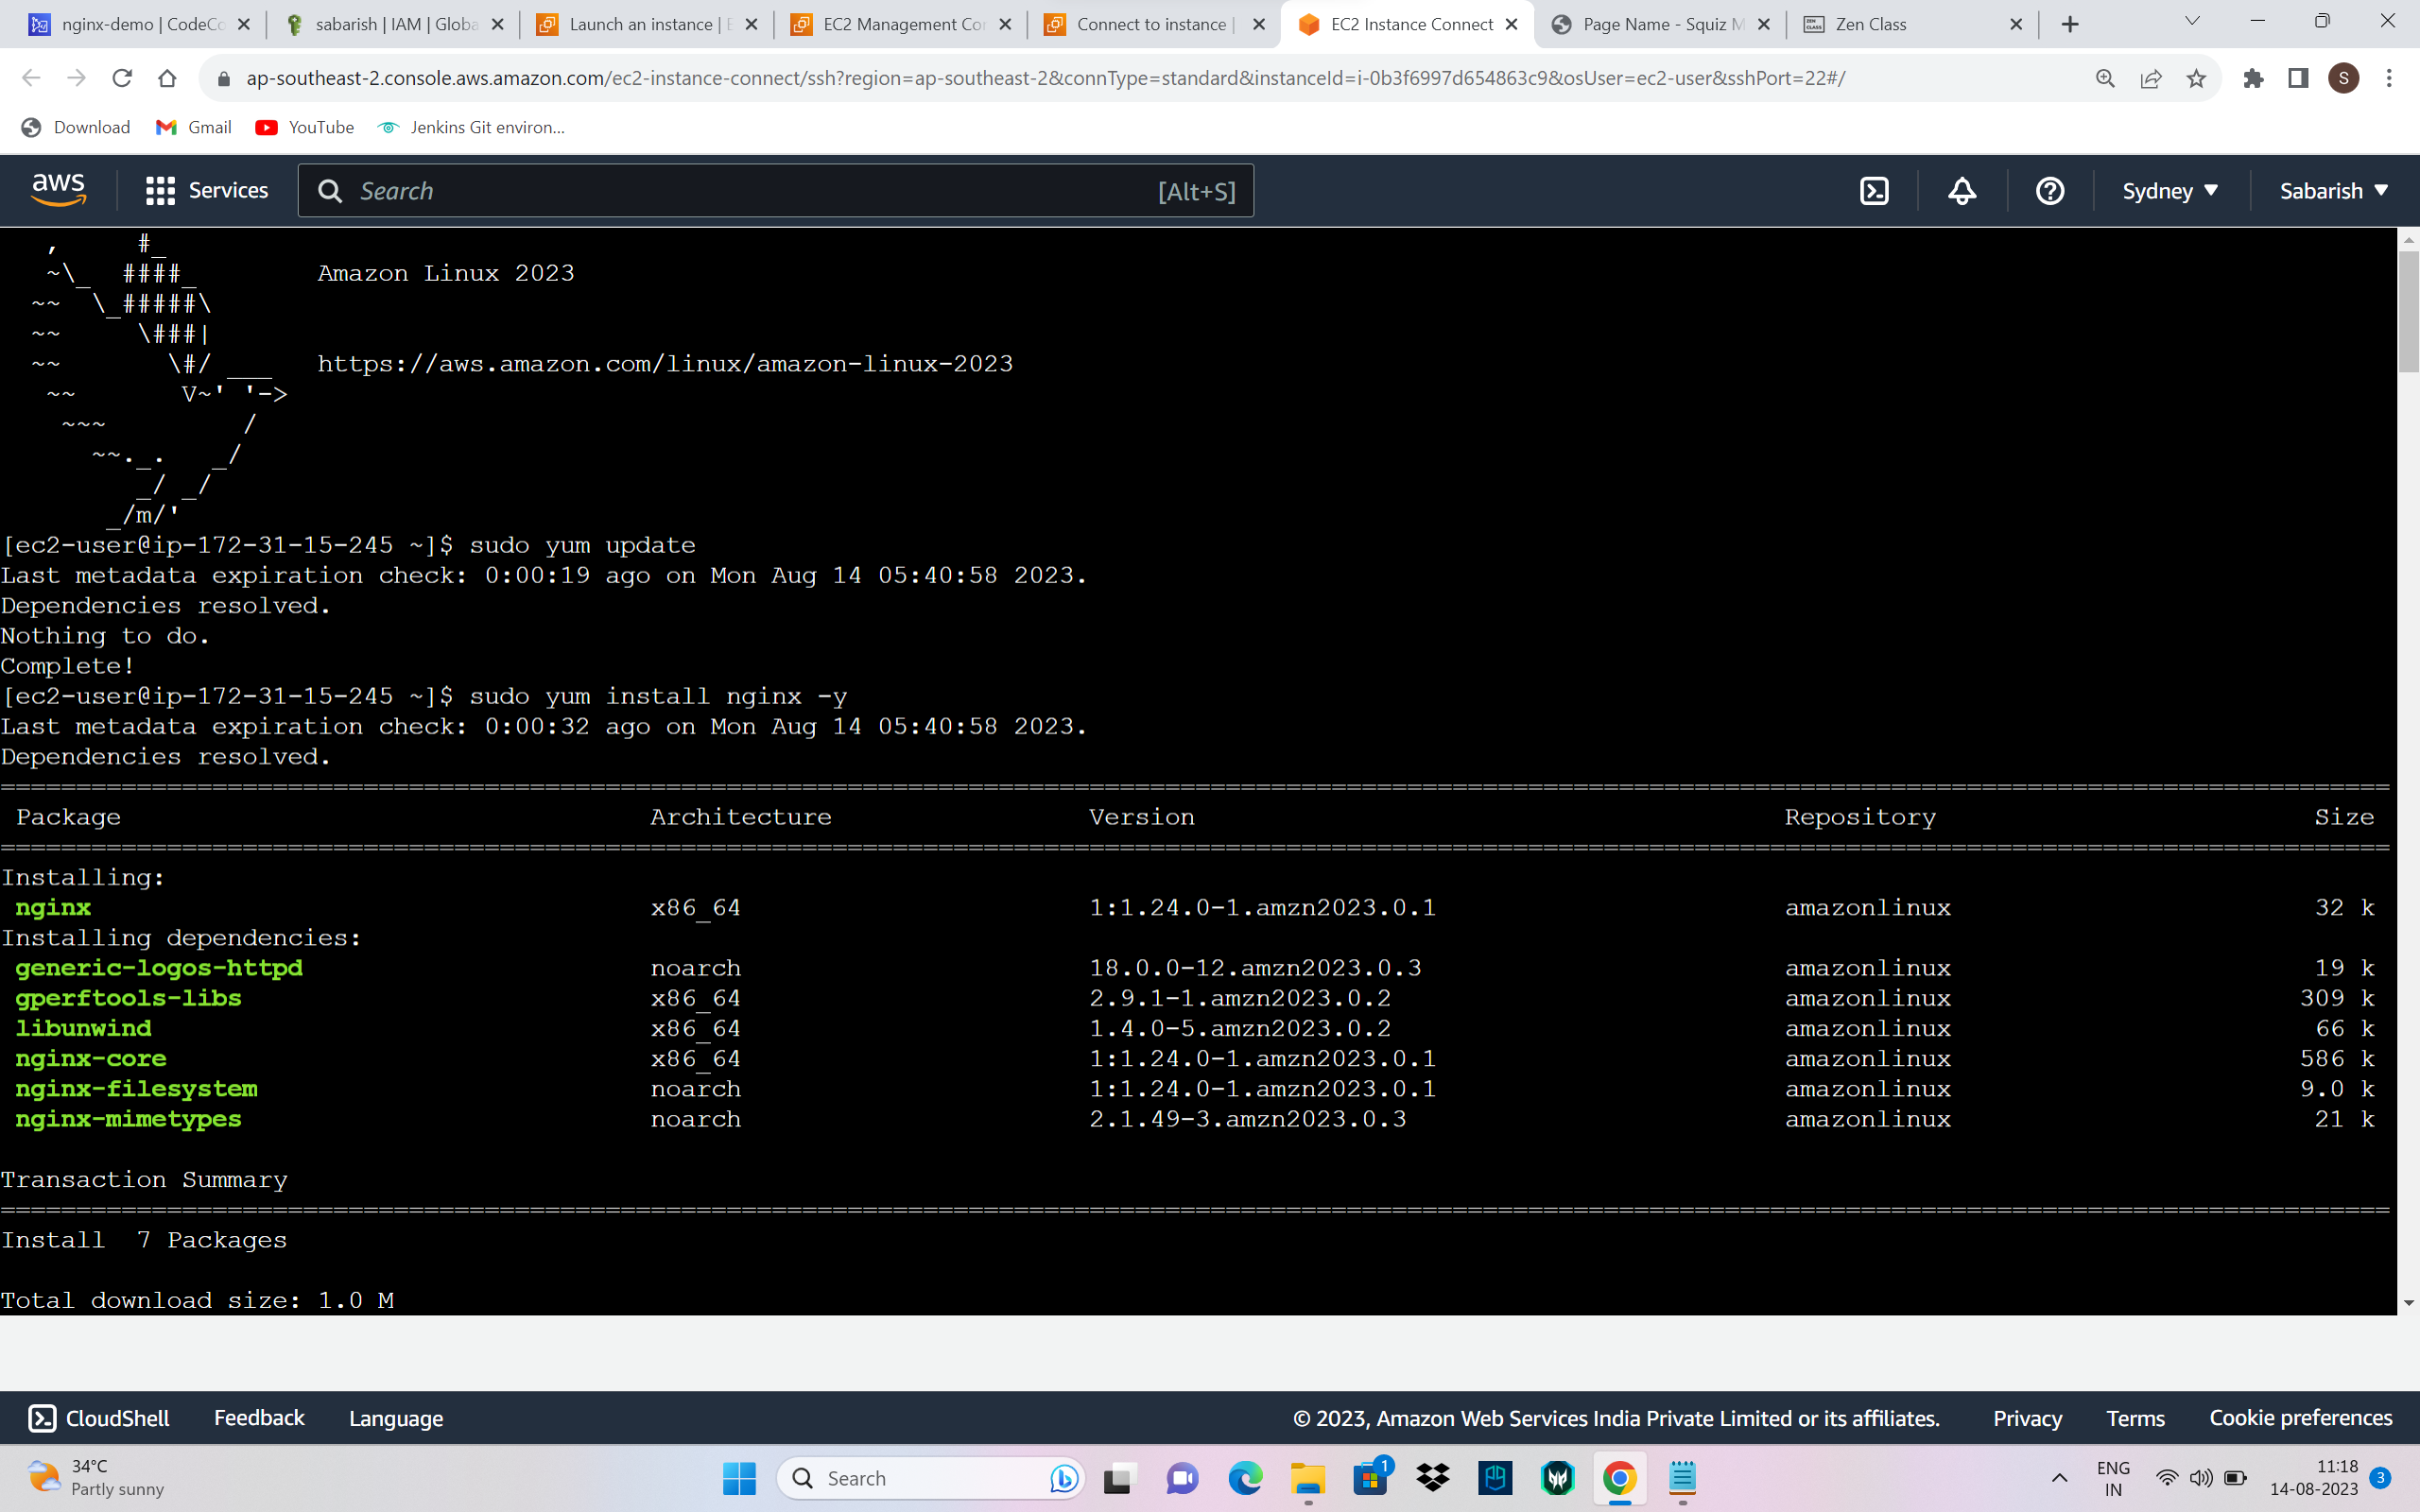 nginx-demo | CodeCo
sabarish | IAM | Globa
Launch an instance | E
EC2 Management Con
Connect to instance |
EC2 Instance Connect
Page Name - Squiz M
Zen Class
ap-southeast-2.console.aws.amazon.com/ec2-instance-connect/ssh?region=ap-southeast-2&connType=standard&instanceId=i-0b3f6997d654863c9&osUser=ec2-user&sshPort=22#/
S
Download Gmail YouTube Jenkins Git environ...
aws Services Search [Alt+S] Sydney ▼ Sabarish ▼
   ,     #_
   ~\_  ####_        Amazon Linux 2023
  ~~  \_#####\
  ~~     \###|
  ~~       \#/ ___   https://aws.amazon.com/linux/amazon-linux-2023
   ~~       V~' '->
    ~~~         /
      ~~._.   _/
         _/ _/
       _/m/'
[ec2-user@ip-172-31-15-245 ~]$ sudo yum update
Last metadata expiration check: 0:00:19 ago on Mon Aug 14 05:40:58 2023.
Dependencies resolved.
Nothing to do.
Complete!
[ec2-user@ip-172-31-15-245 ~]$ sudo yum install nginx -y
Last metadata expiration check: 0:00:32 ago on Mon Aug 14 05:40:58 2023.
Dependencies resolved.
Package Architecture Version Repository Size
Installing:
nginx x86_64 1:1.24.0-1.amzn2023.0.1 amazonlinux 32 k
Installing dependencies:
generic-logos-httpd noarch 18.0.0-12.amzn2023.0.3 amazonlinux 19 k
gperftools-libs x86_64 2.9.1-1.amzn2023.0.2 amazonlinux 309 k
libunwind x86_64 1.4.0-5.amzn2023.0.2 amazonlinux 66 k
nginx-core x86_64 1:1.24.0-1.amzn2023.0.1 amazonlinux 586 k
nginx-filesystem noarch 1:1.24.0-1.amzn2023.0.1 amazonlinux 9.0 k
nginx-mimetypes noarch 2.1.49-3.amzn2023.0.3 amazonlinux 21 k
Transaction Summary
Install 7 Packages
Total download size: 1.0 M
CloudShell Feedback Language © 2023, Amazon Web Services India Private Limited or its affiliates. Privacy Terms Cookie preferences
34°C
Partly sunny
Search
1
ENG
IN
11:18
14-08-2023
3